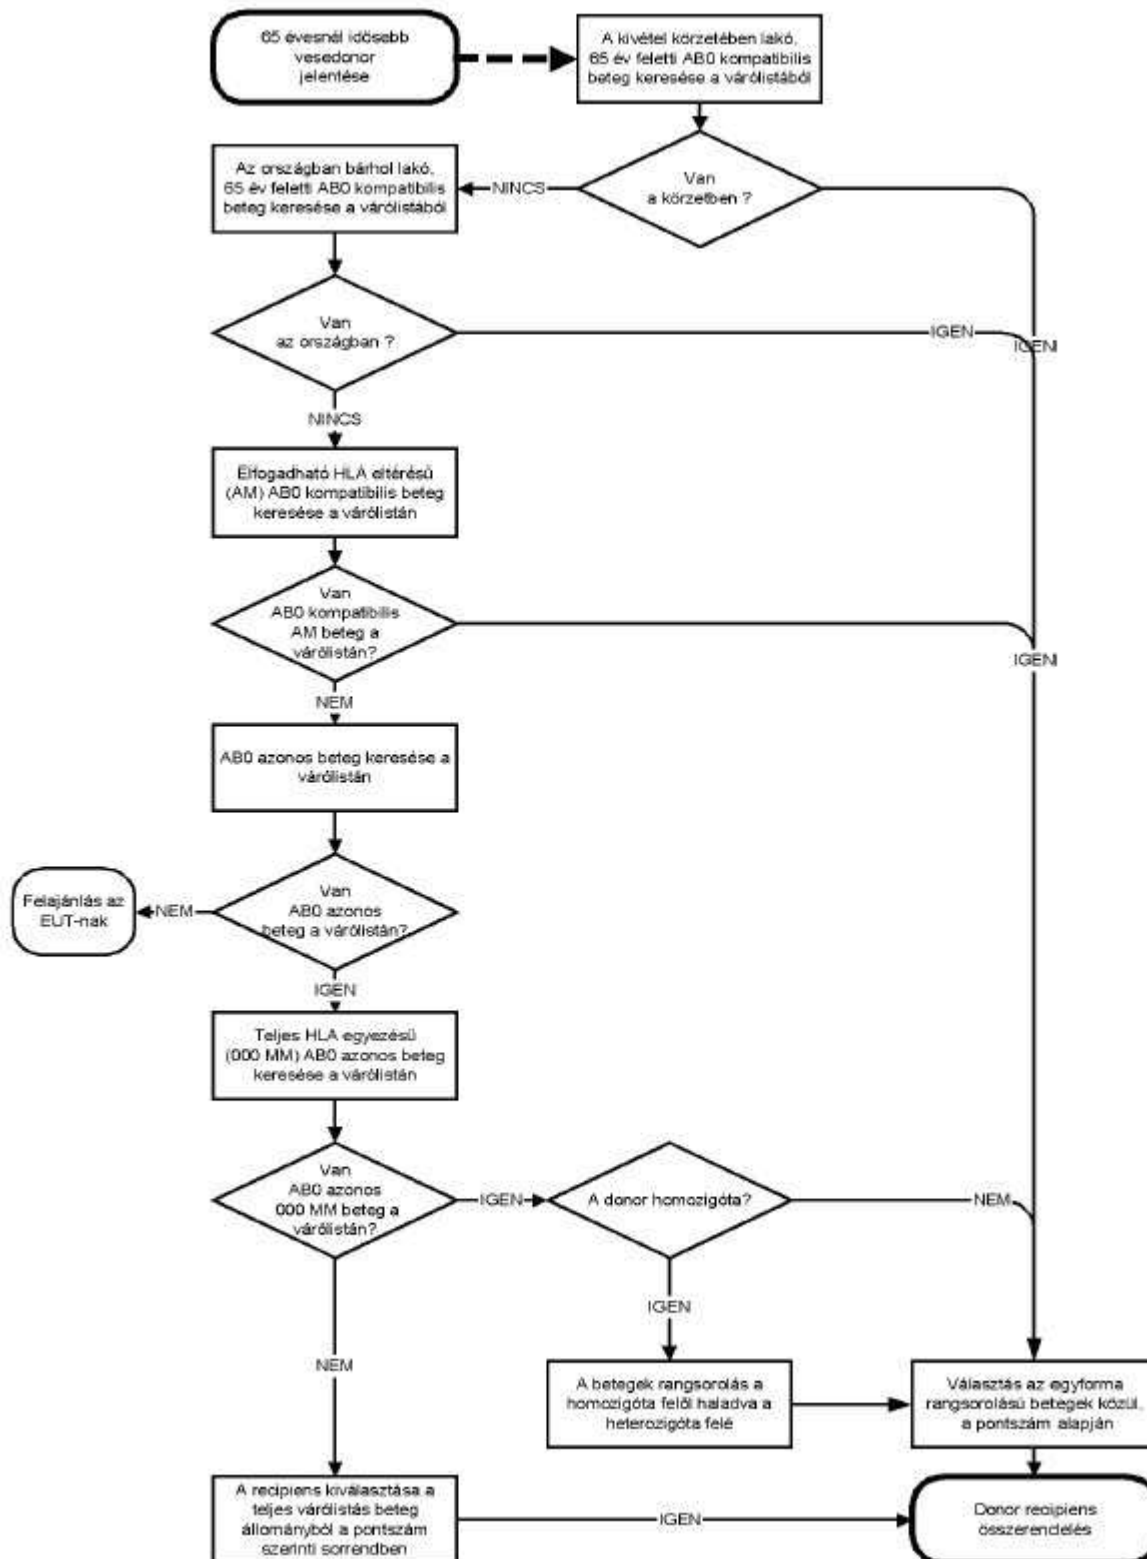 65 évesnél idősebb
vesedonor
jelentése
A kivétel körzetében lakó,
65 év feletti AB0 kompatibilis
beteg keresése a várólistából
Van
a körzetben ?
NINCS
Az országban bárhol lakó,
65 év feletti AB0 kompatibilis
beteg keresése a várólistából
Van
az országban ?
IGEN
IGEN
NINCS
Elfogadható HLA eltérésű
(AM) AB0 kompatibilis beteg
keresése a várólistán
Van
AB0 kompatibilis
AM beteg a
várólistán?
IGEN
NEM
AB0 azonos beteg keresése a
várólistán
Van
AB0 azonos
beteg a várólistán?
NEM
Felajánlás az
EUT-nak
IGEN
Teljes HLA egyezésű
(000 MM) AB0 azonos beteg
keresése a várólistán
Van
AB0 azonos
000 MM beteg a
várólistán?
IGEN
A donor homozigóta?
NEM
IGEN
NEM
A betegek rangsorolás a
homozigóta felől haladva a
heterozigóta felé
Választás az egyforma
rangsorolású betegek közül,
a pontszám alapján
A recipiens kiválasztása a
teljes várólistás beteg
állományból a pontszám
szerinti sorrendben
IGEN
Donor recipiens
összerendelés